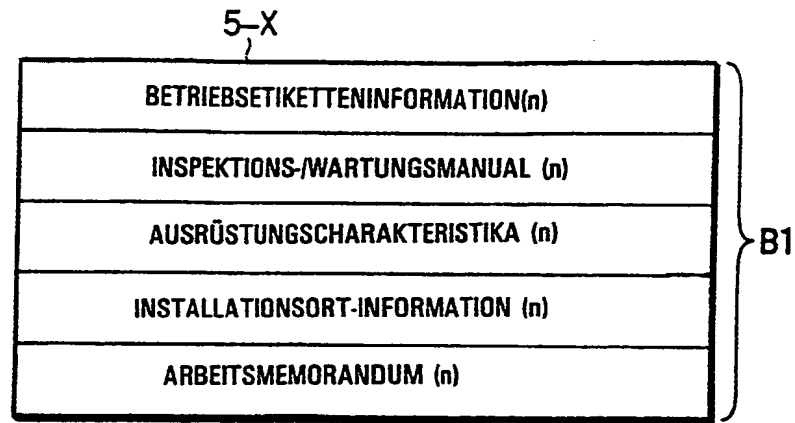 5-X
BETRIEBSETIKETTENINFORMATION(n)
INSPEKTIONS-/WARTUNGSMANUAL (n)
AUSRÜSTUNGSCHARAKTERISTIKA (n)
B1
INSTALLATIONSORT-INFORMATION (n)
ARBEITSMEMORANDUM (n)